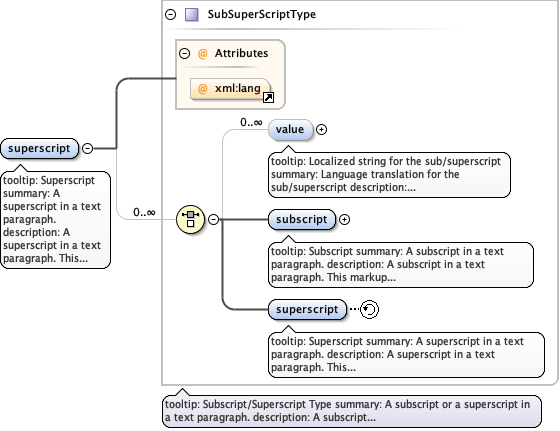 SubSuperScriptType
@ Attributes
@ xml:lang
superscript
tooltip: Superscript
summary: A
superscript in a text
paragraph.
description: A
superscript in a text
paragraph. This...
0..∞
0..∞
value
tooltip: Localized string for the sub/superscript
summary: Language translation for the
sub/superscript description:...
subscript
tooltip: Subscript summary: A subscript in a text
paragraph. description: A subscript in a text
paragraph. This markup...
superscript
tooltip: Superscript summary: A superscript in a text
paragraph. description: A superscript in a text
paragraph. This...
tooltip: Subscript/Superscript Type summary: A subscript or a superscript in
a text paragraph. description: A subscript...